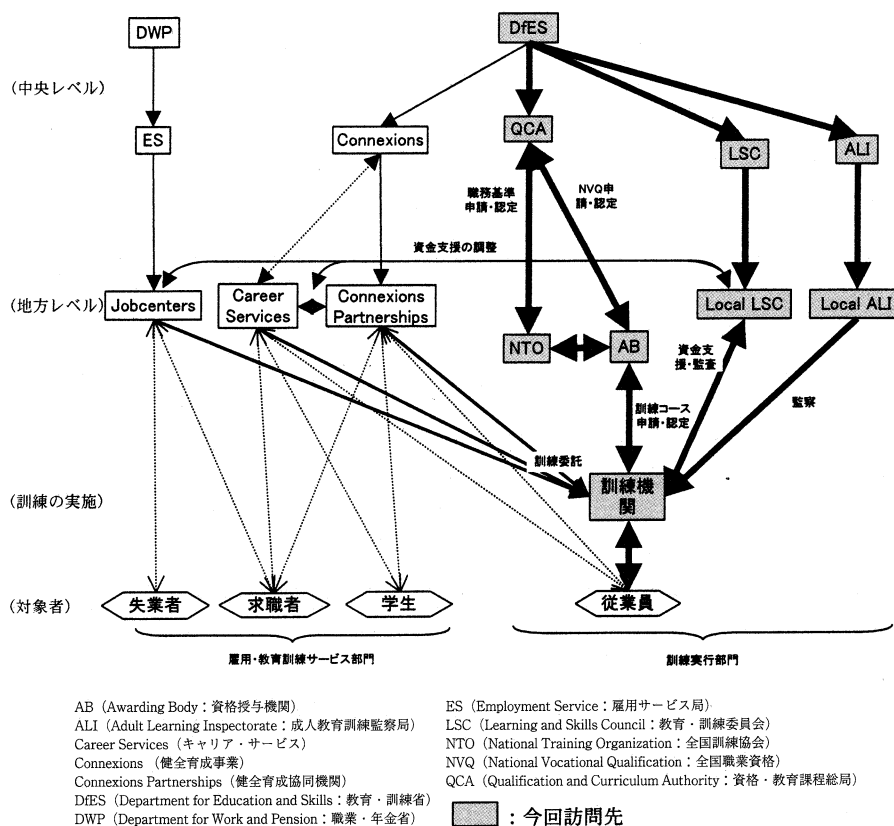 DWP
DfES
(中央レベル)
ES
Connexions
QCA
LSC
ALI
職務基準
申請・認定
NVQ申
請・認定
資金支援の調整
(地方レベル)
Jobcenters
Career
Services
Connexions
Partnerships
NTO
AB
Local LSC
Local ALI
資金支
援・監査
訓練コース
申請・認定
監察
訓練委託
(訓練の実施)
訓練機
関
(対象者)
失業者
求職者
学生
従業員
雇用・教育訓練サービス部門
訓練実行部門
AB(Awarding Body:資格授与機関)
ALI(Adult Learning Inspectorate:成人教育訓練監察局)
Career Services(キャリア・サービス)
Connexions (健全育成事業)
Connexions Partnerships(健全育成協同機関)
DfES(Department for Education and Skills:教育・訓練省)
DWP(Department for Work and Pension:職業・年金省)
ES(Employment Service:雇用サービス局)
LSC(Learning and Skills Council:教育・訓練委員会)
NTO(National Training Organization:全国訓練協会)
NVQ(National Vocational Qualification:全国職業資格)
QCA(Qualification and Curriculum Authority:資格・教育課程総局)
:今回訪問先